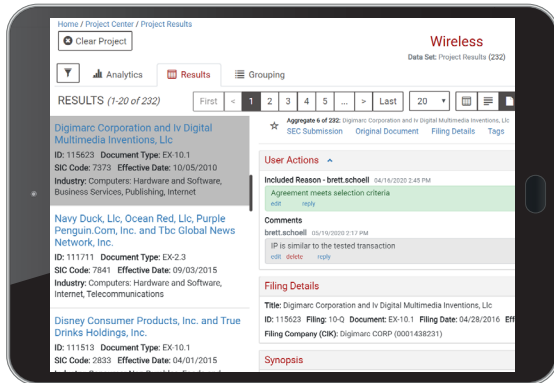 Home / Project Center / Project Results
Clear Project
Wireless
Data Set: Project Results (232)
Analytics
Results
Grouping
RESULTS (1-20 of 232)
First < 1 2 3 4 5 ... > Last 20
Digimarc Corporation and Iv Digital
Multimedia Inventions, Llc
ID: 115623 Document Type: EX-10.1
SIC Code: 7373 Effective Date: 10/05/2010
Industry: Computers: Hardware and Software,
Business Services, Publishing, Internet
Navy Duck, Llc, Ocean Red, Llc, Purple
Penguin.Com, Inc. and Tbc Global News
Network, Inc.
ID: 111711 Document Type: EX-2.3
SIC Code: 7841 Effective Date: 09/03/2015
Industry: Computers: Hardware and Software,
Internet, Telecommunications
Disney Consumer Products, Inc. and True
Drinks Holdings, Inc.
ID: 111513 Document Type: EX-10.1
SIC Code: 2833 Effective Date: 04/01/2015
Aggregate 6 of 232: Digimarc Corporation and Iv Digital Multimedia Inventions, Llc
SEC Submission Original Document Filing Details Tags
User Actions
Included Reason - brett.schoell 04/16/2020 2:45 PM
Agreement meets selection criteria
edit reply
Comments
brett.schoell 03/19/2020 2:17 PM
IP is similar to the tested transaction
edit delete reply
Filing Details
Title: Digimarc Corporation and Iv Digital Multimedia Inventions, Llc
ID: 115623 Filing: 10-Q Document: EX-10.1 Filing Date: 04/28/2016 Eff
Filing Company (CIK): Digimarc CORP (0001438231)
Synopsis